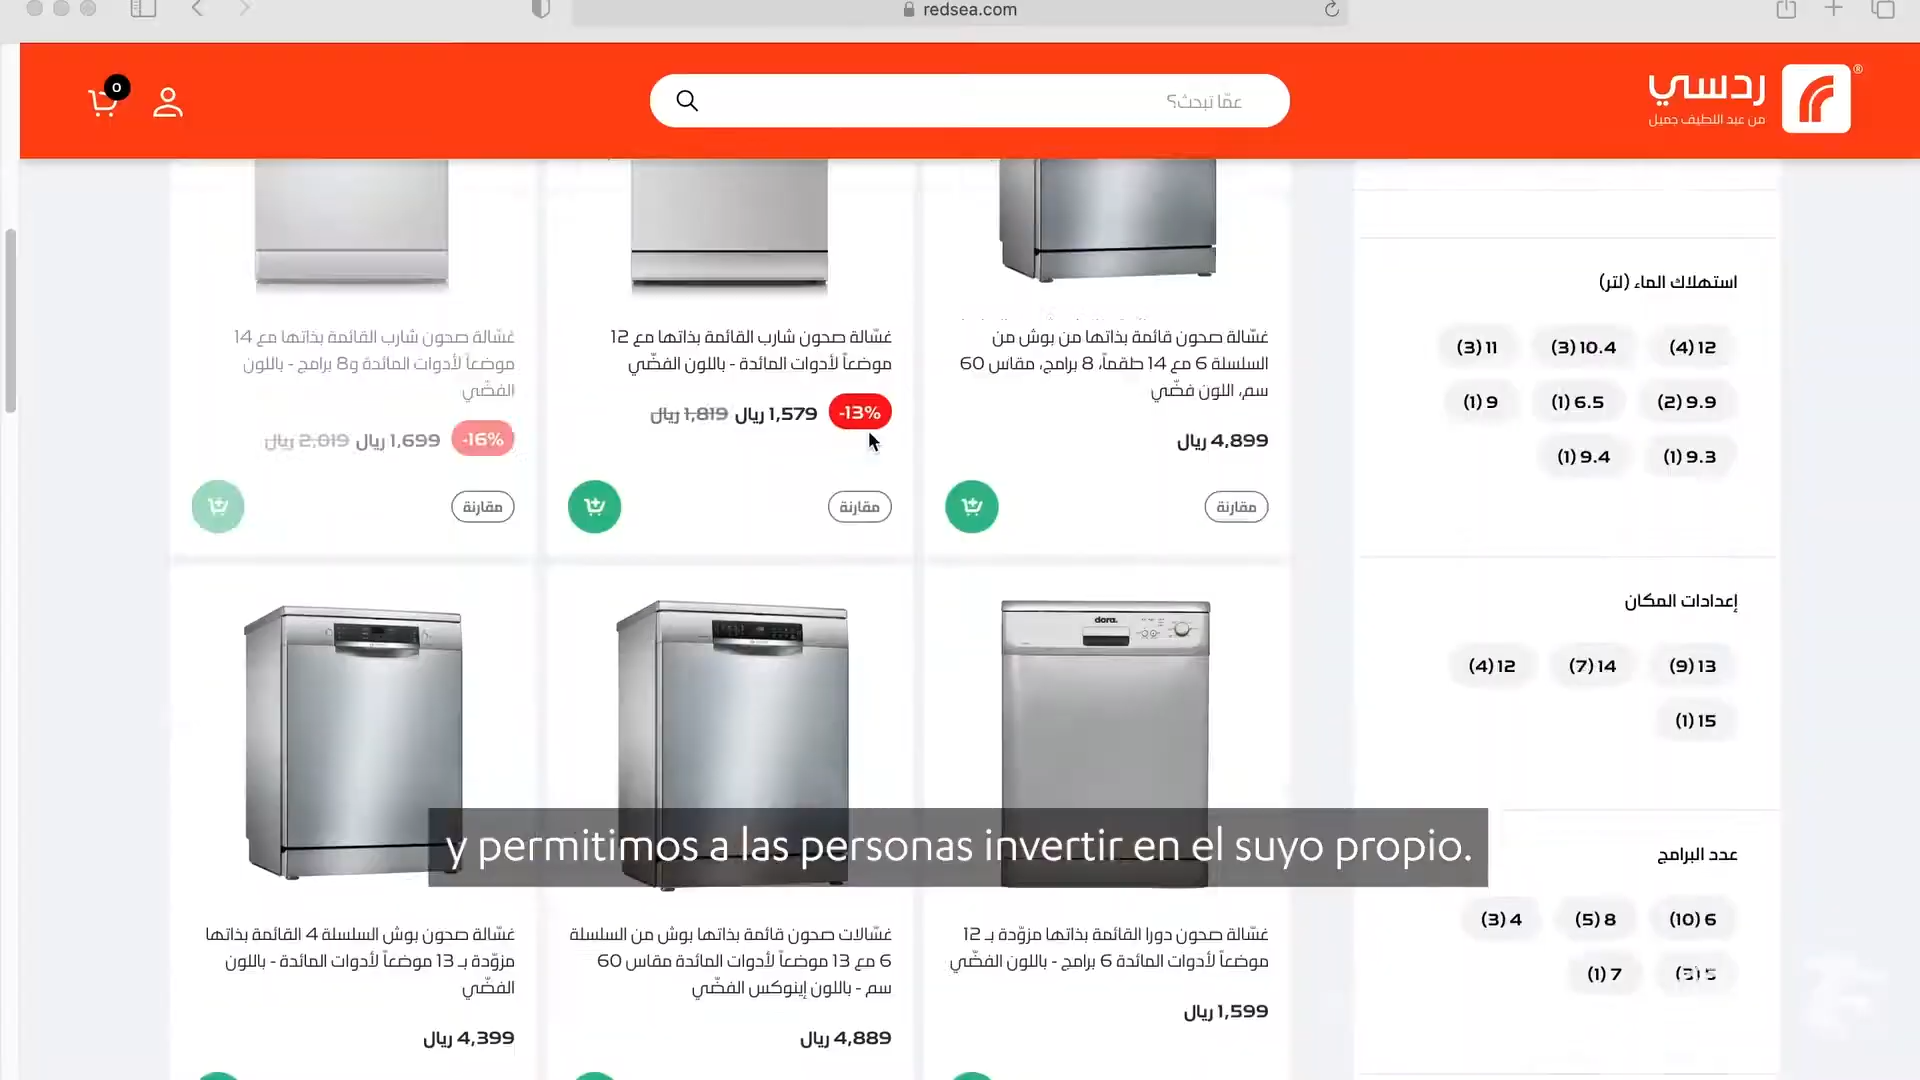 redsea.com
ردسي
من عبد اللطيف جميل
®
عمّا تبحث؟
0
غسّالة صحون قائمة بذاتها من بوش من
السلسلة 6 مع 14 طقماً، 8 برامج، مقاس 60
سم، اللون فضّي
4,899 ريال
مقارنة
غسّالة صحون شارب القائمة بذاتها مع 12
موضعاً لأدوات المائدة - باللون الفضّي
-13% 1,579 ريال 1,819 ريال
مقارنة
غسّالة صحون شارب القائمة بذاتها مع 14
موضعاً لأدوات المائدة و8 برامج - باللون
الفضّي
-16% 1,699 ريال 2,019 ريال
مقارنة
استهلاك الماء (لتر)
12 (4) 10.4 (3) 11 (3)
9.9 (2) 6.5 (1) 9 (1)
9.3 (1) 9.4 (1)
إعدادات المكان
13 (9) 14 (7) 12 (4)
15 (1)
عدد البرامج
6 (10) 8 (5) 4 (3)
5 (3) 7 (1)
dora.
y permitimos a las personas invertir en el suyo propio.
غسّالة صحون دورا القائمة بذاتها مزوّدة بـ 12
موضعاً لأدوات المائدة 6 برامج - باللون الفضّي
1,599 ريال
غسّالات صحون قائمة بذاتها بوش من السلسلة
6 مع 13 موضعاً لأدوات المائدة مقاس 60
سم - باللون إينوكس الفضّي
4,889 ريال
غسّالة صحون بوش السلسلة 4 القائمة بذاتها
مزوّدة بـ 13 موضعاً لأدوات المائدة - باللون
الفضّي
4,399 ريال